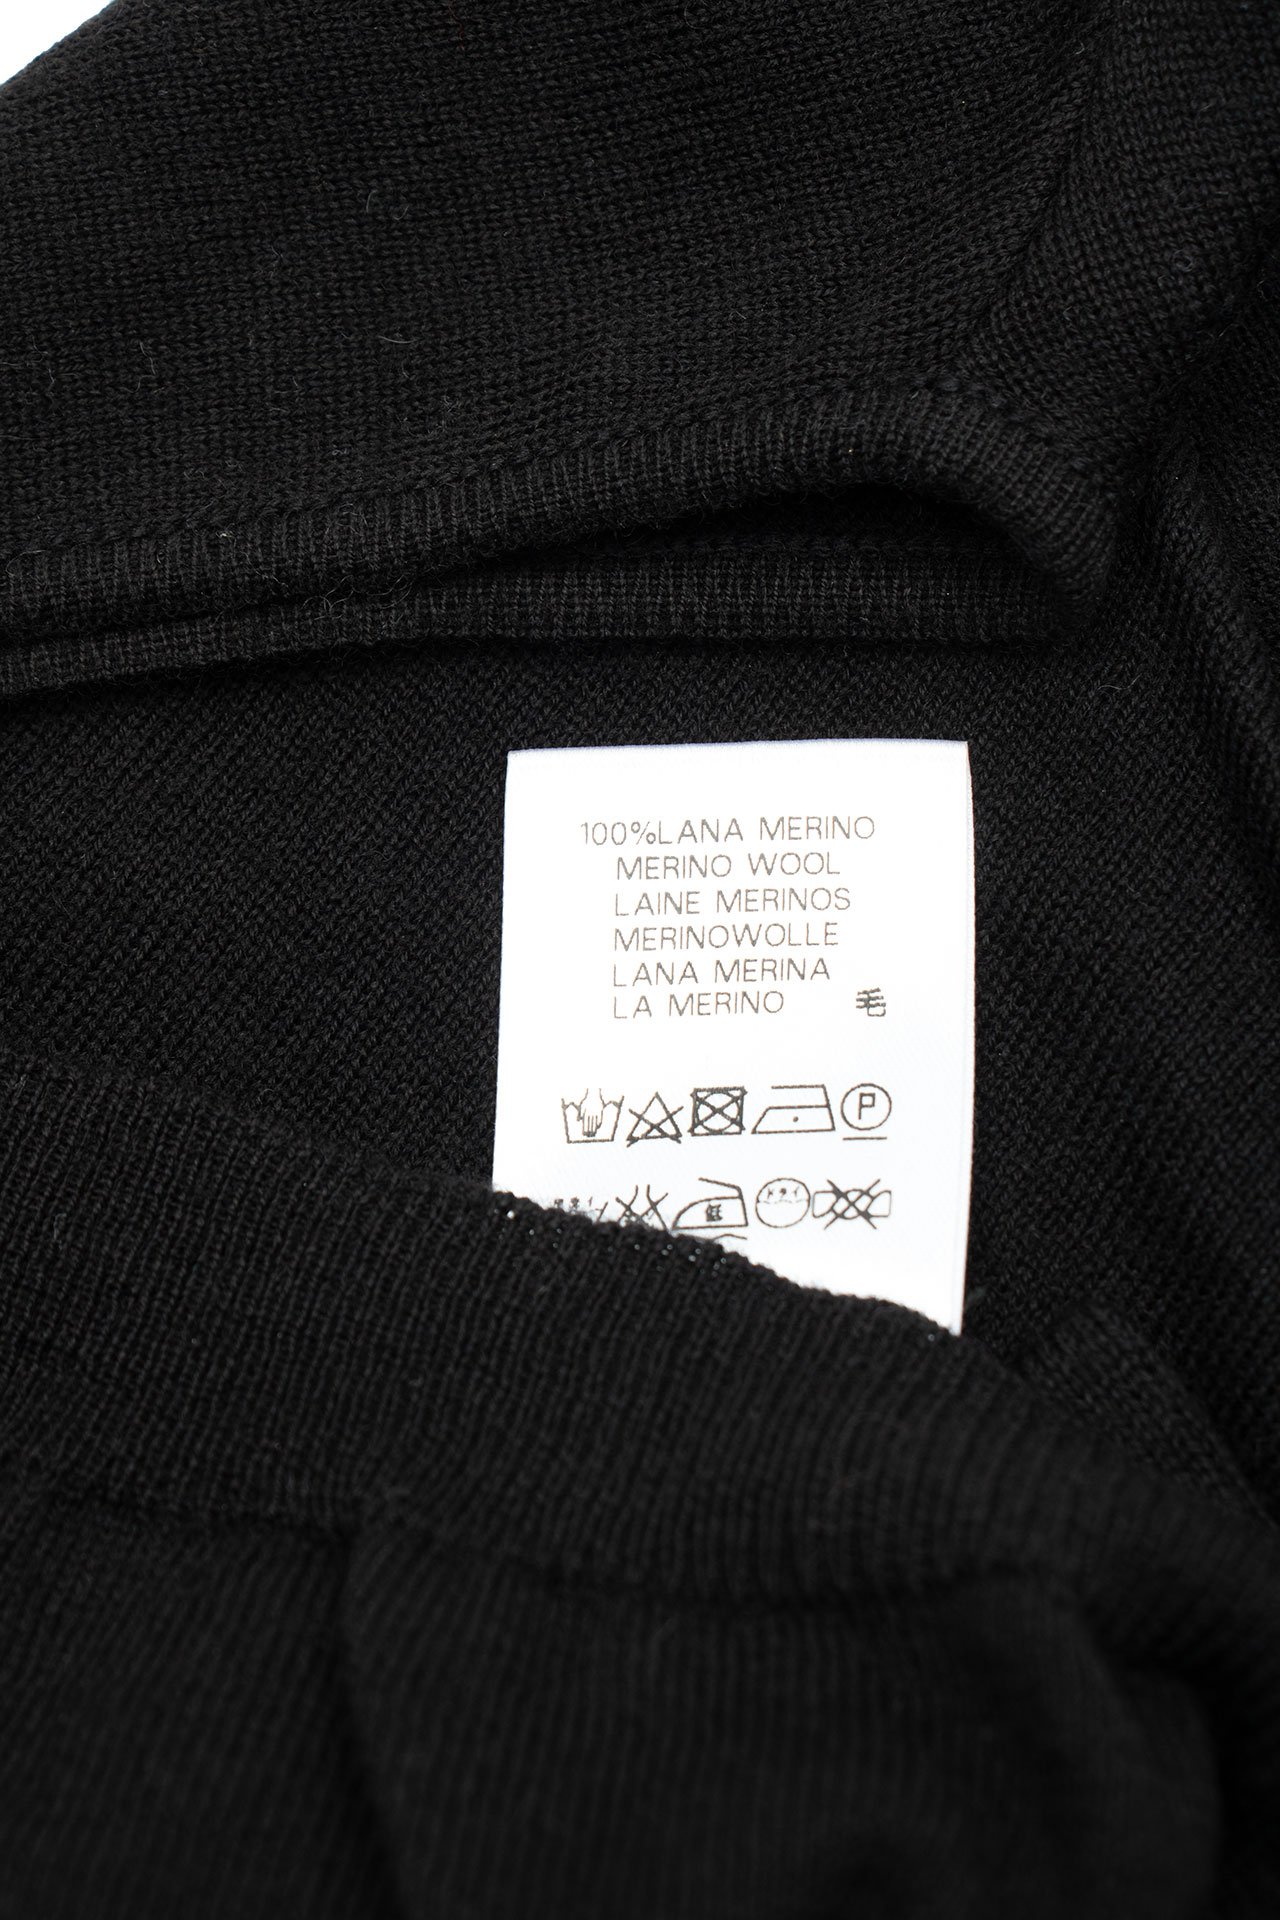 100%LANA MERINO
MERINO WOOL
LAINE MERINOS
MERINOWOLLE
LANA MERINA
LA MERINO 毛
P